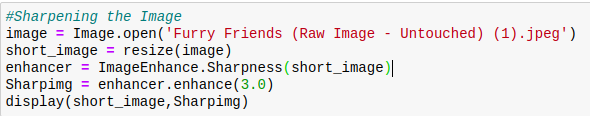 #Sharpening the Image
image = Image.open('Furry Friends (Raw Image - Untouched) (1).jpeg')
short_image = resize(image)
enhancer = ImageEnhance.Sharpness(short_image)
Sharpimg = enhancer.enhance(3.0)
display(short_image,Sharpimg)